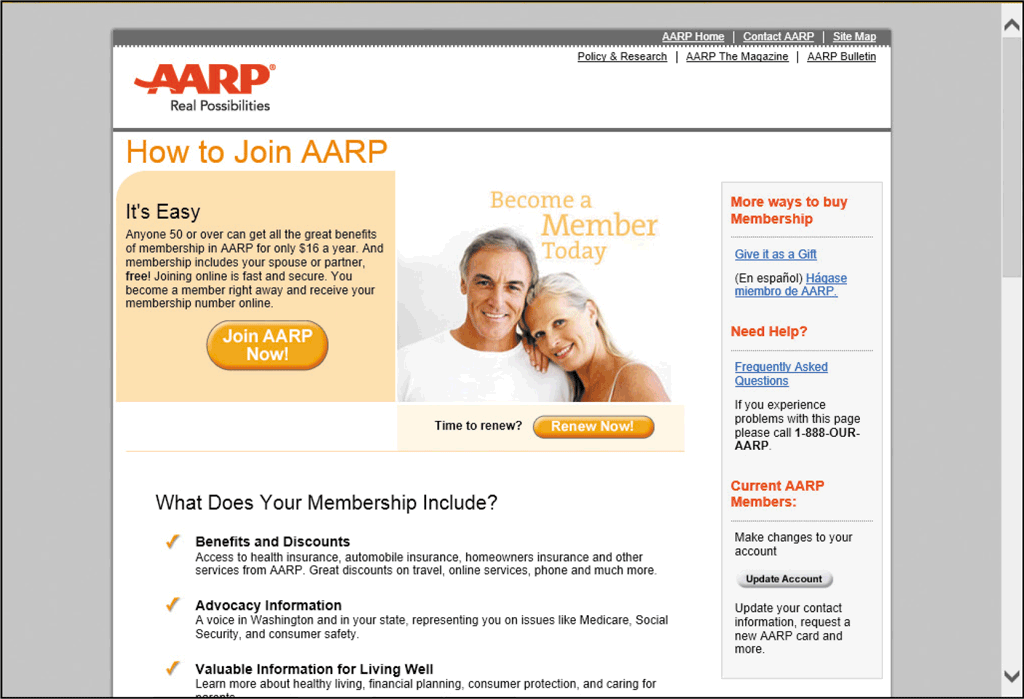 AARP Home | Contact AARP | Site Map
Policy & Research | AARP The Magazine | AARP Bulletin
AARP®
Real Possibilities
How to Join AARP
It's Easy
Anyone 50 or over can get all the great benefits
of membership in AARP for only $16 a year. And
membership includes your spouse or partner,
free! Joining online is fast and secure. You
become a member right away and receive your
membership number online.
Join AARP
Now!
Become a
Member
Today
Time to renew? Renew Now!
What Does Your Membership Include?
Benefits and Discounts
Access to health insurance, automobile insurance, homeowners insurance and other
services from AARP. Great discounts on travel, online services, phone and much more.
Advocacy Information
A voice in Washington and in your state, representing you on issues like Medicare, Social
Security, and consumer safety.
Valuable Information for Living Well
Learn more about healthy living, financial planning, consumer protection, and caring for
parents.
More ways to buy
Membership
Give it as a Gift
(En español) Hágase
miembro de AARP.
Need Help?
Frequently Asked
Questions
If you experience
problems with this page
please call 1-888-OUR-
AARP.
Current AARP
Members:
Make changes to your
account
Update Account
Update your contact
information, request a
new AARP card and
more.